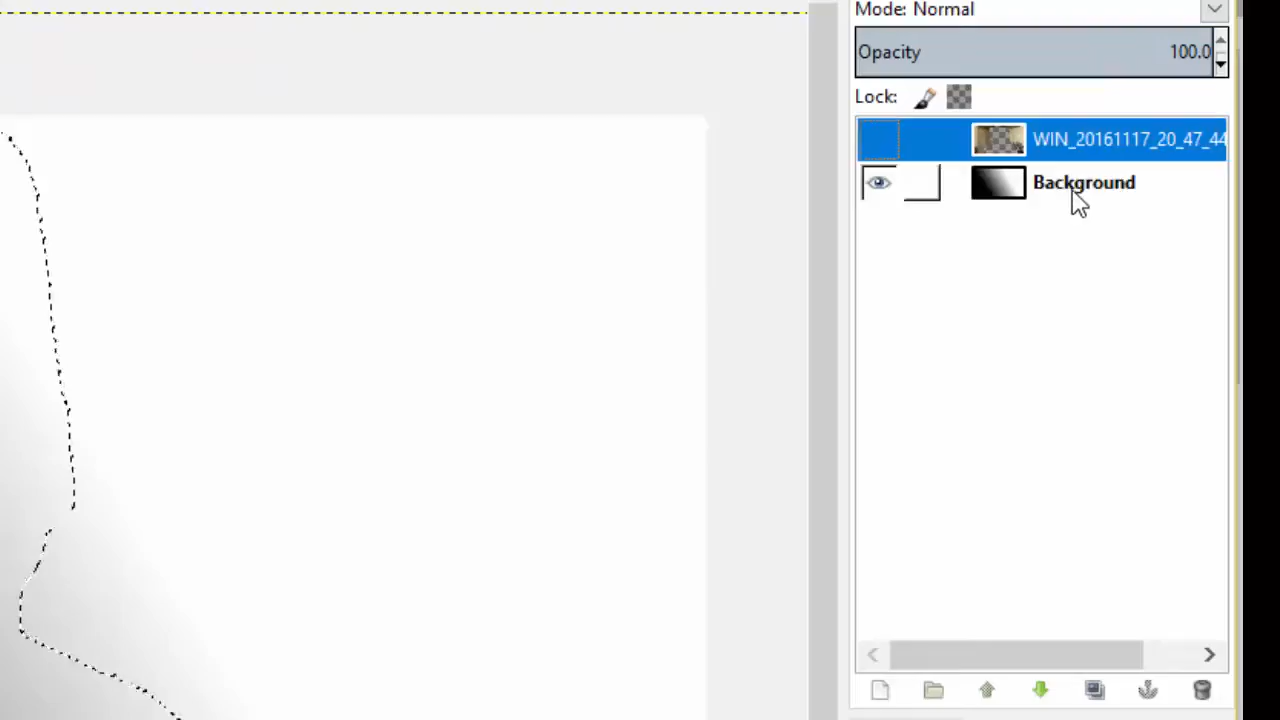 Mode: Normal
Opacity 100.0
Lock:
WIN_20161117_20_47_44
Background